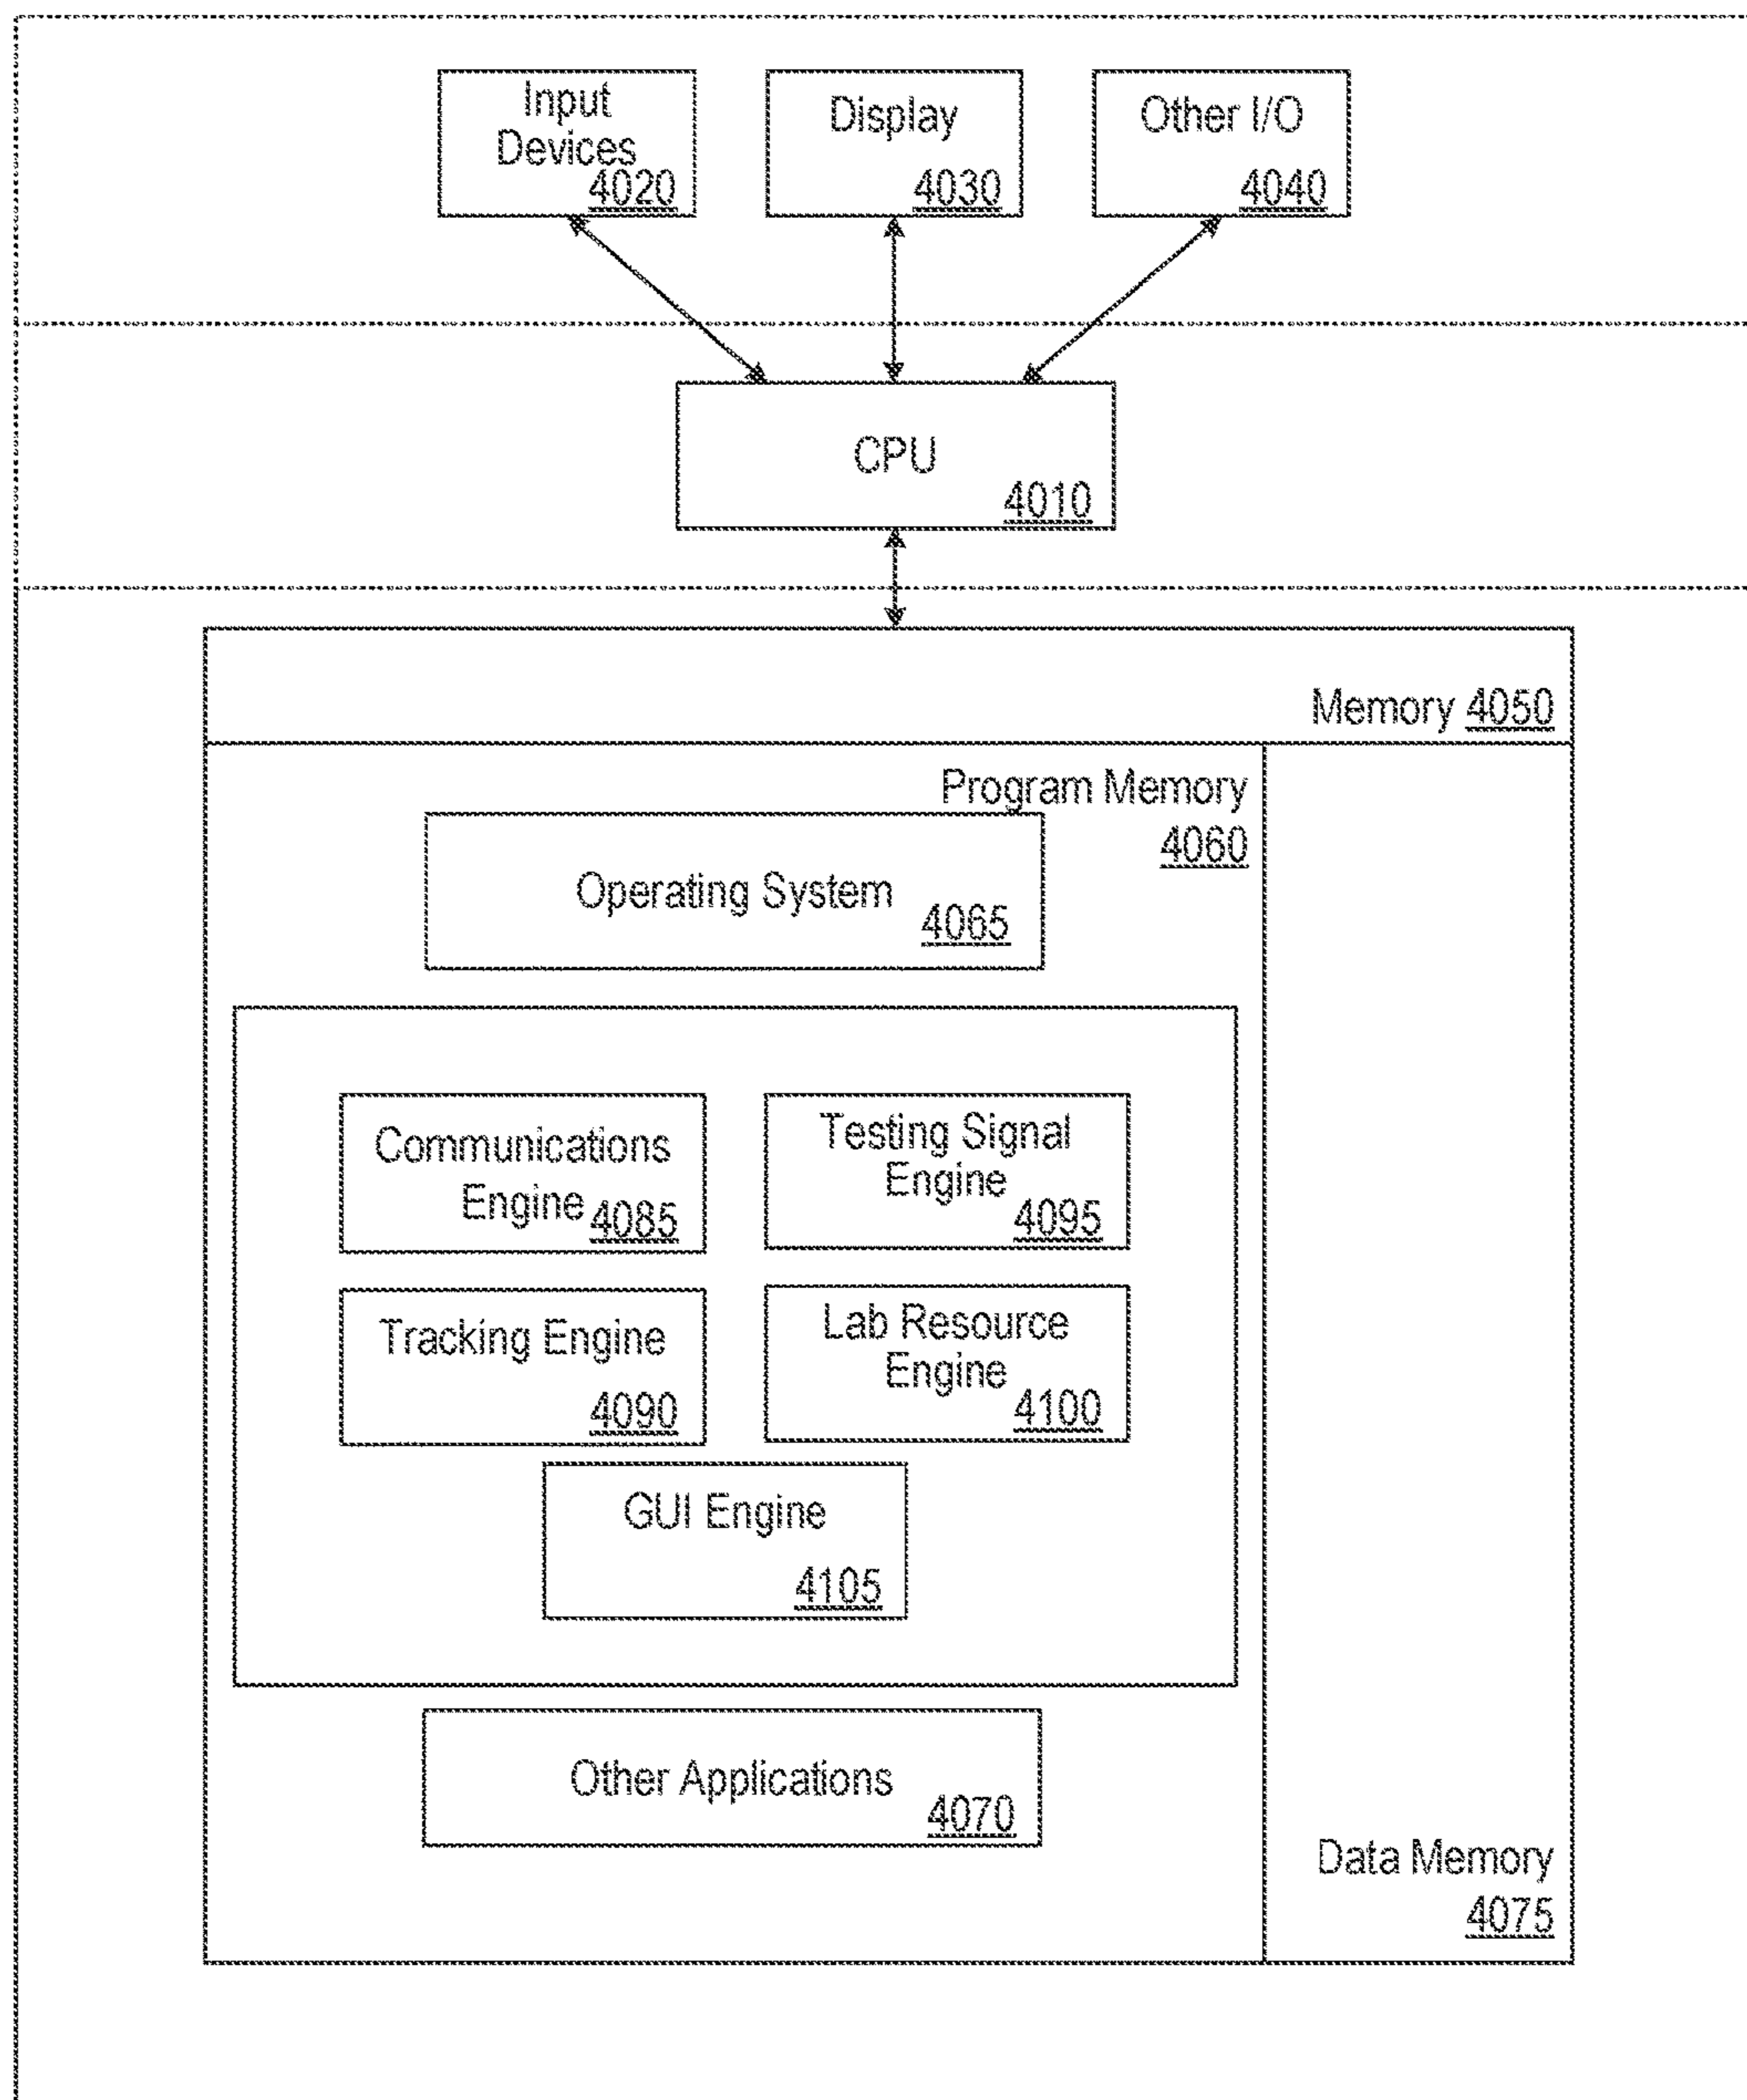 Input
Devices
4020
Display
4030
Other I/O
4040
CPU
4010
Memory 4050
Program Memory
4060
Operating System
4065
Communications
Engine
4085
Testing Signal
Engine
4095
Tracking Engine
4090
Lab Resource
Engine
4100
GUI Engine
4105
Other Applications
4070
Data Memory
4075